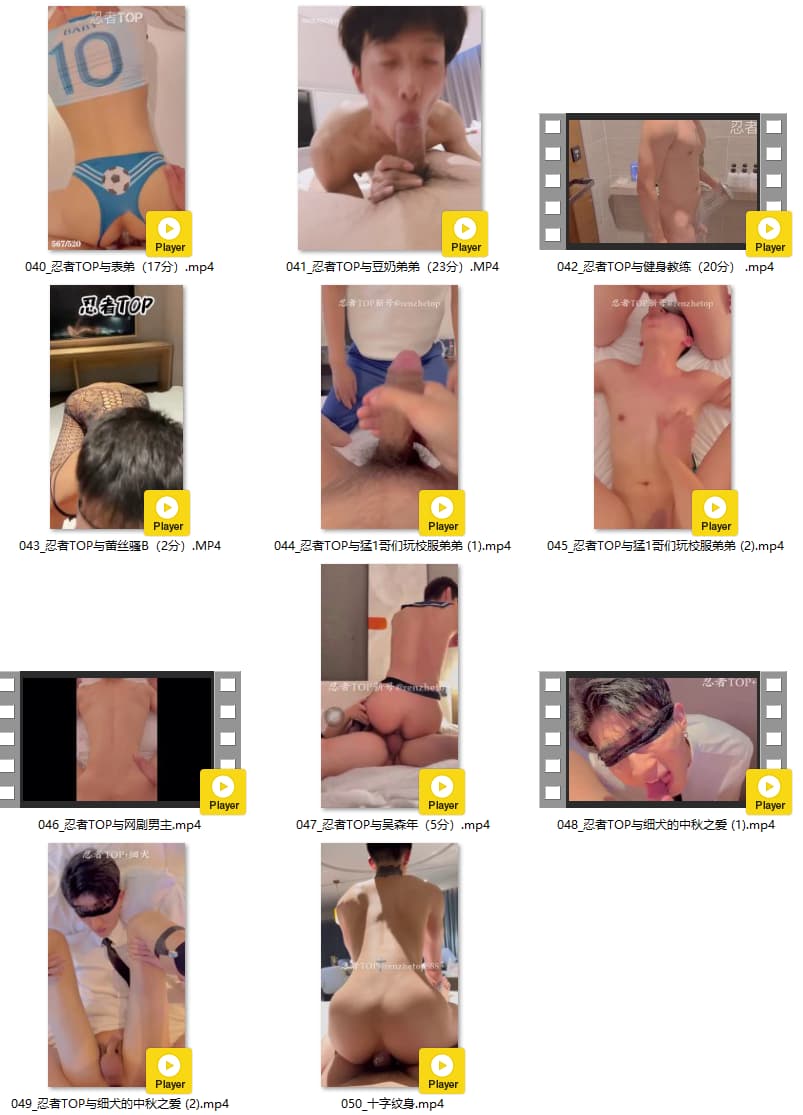 忍者TOP
BABY
10
567/520
Player
040_忍者TOP与表弟（17分）.mp4
Player
041_忍者TOP与豆奶弟弟（23分）.MP4
忍者
Player
042_忍者TOP与健身教练（20分） .mp4
忍者TOP
Player
043_忍者TOP与蕾丝骚B（2分）.MP4
忍者TOP新号@renzhetop
Player
044_忍者TOP与猛1哥们玩校服弟弟 (1).mp4
忍者TOP新号@renzhetop
Player
045_忍者TOP与猛1哥们玩校服弟弟 (2).mp4
Player
046_忍者TOP与网剧男主.mp4
忍者TOP新号@renzhetop
Player
047_忍者TOP与吴森年（5分）.mp4
忍者TOP+
Player
048_忍者TOP与细犬的中秋之爱 (1).mp4
忍者TOP+细犬
Player
049_忍者TOP与细犬的中秋之爱 (2).mp4
Player
050_十字纹身.mp4